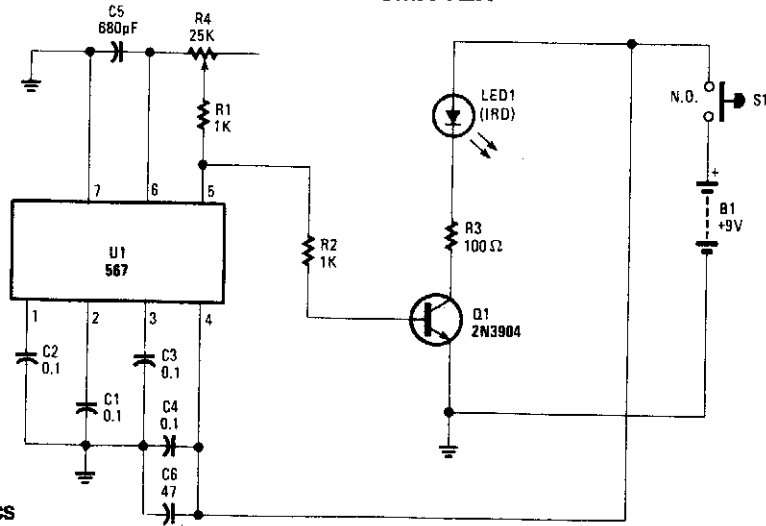 C5
680pF
R4
25K
R1
1K
7
6
5
U1
567
1
2
3
4
C2
0.1
C1
0.1
C3
0.1
C4
0.1
C6
47
R2
1K
LED1
(IRD)
R3
100Ω
Q1
2N3904
N.O.
S1
+
B1
+9V